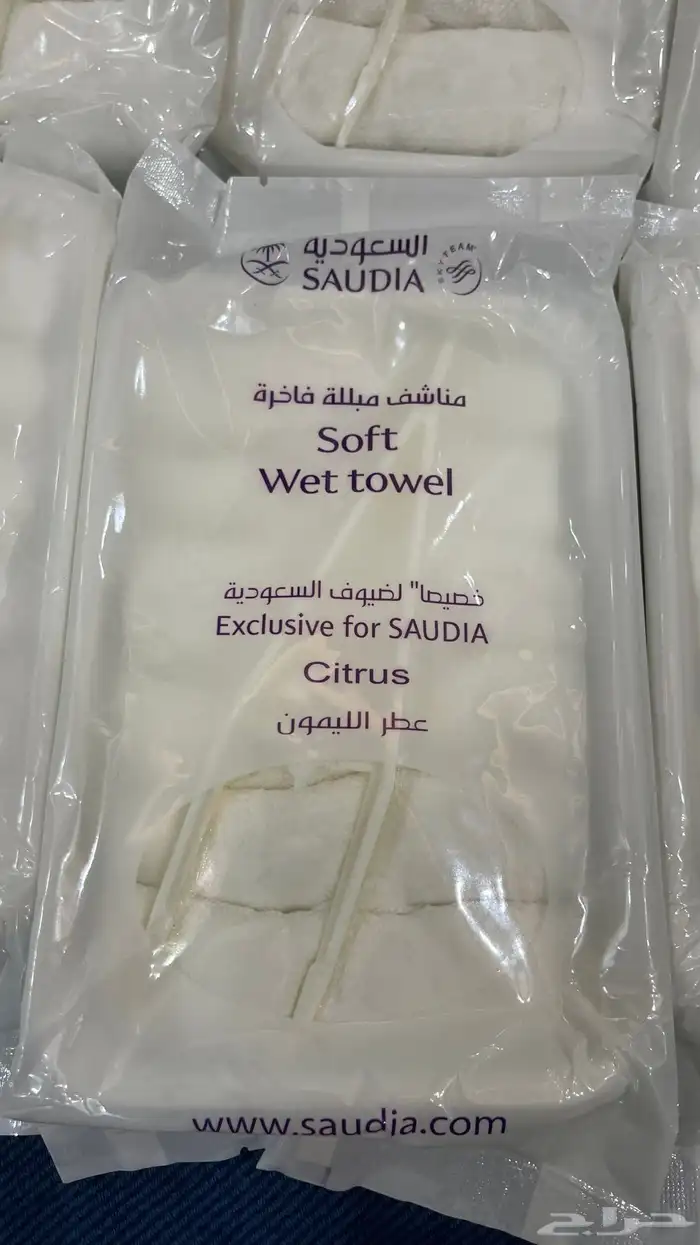 السعودية
SAUDIA
SKYTEAM
مناشف مبللة فاخرة
Soft
Wet towel
خصيصا" لضيوف السعودية
Exclusive for SAUDIA
Citrus
عطر الليمون
www.saudia.com
حراج